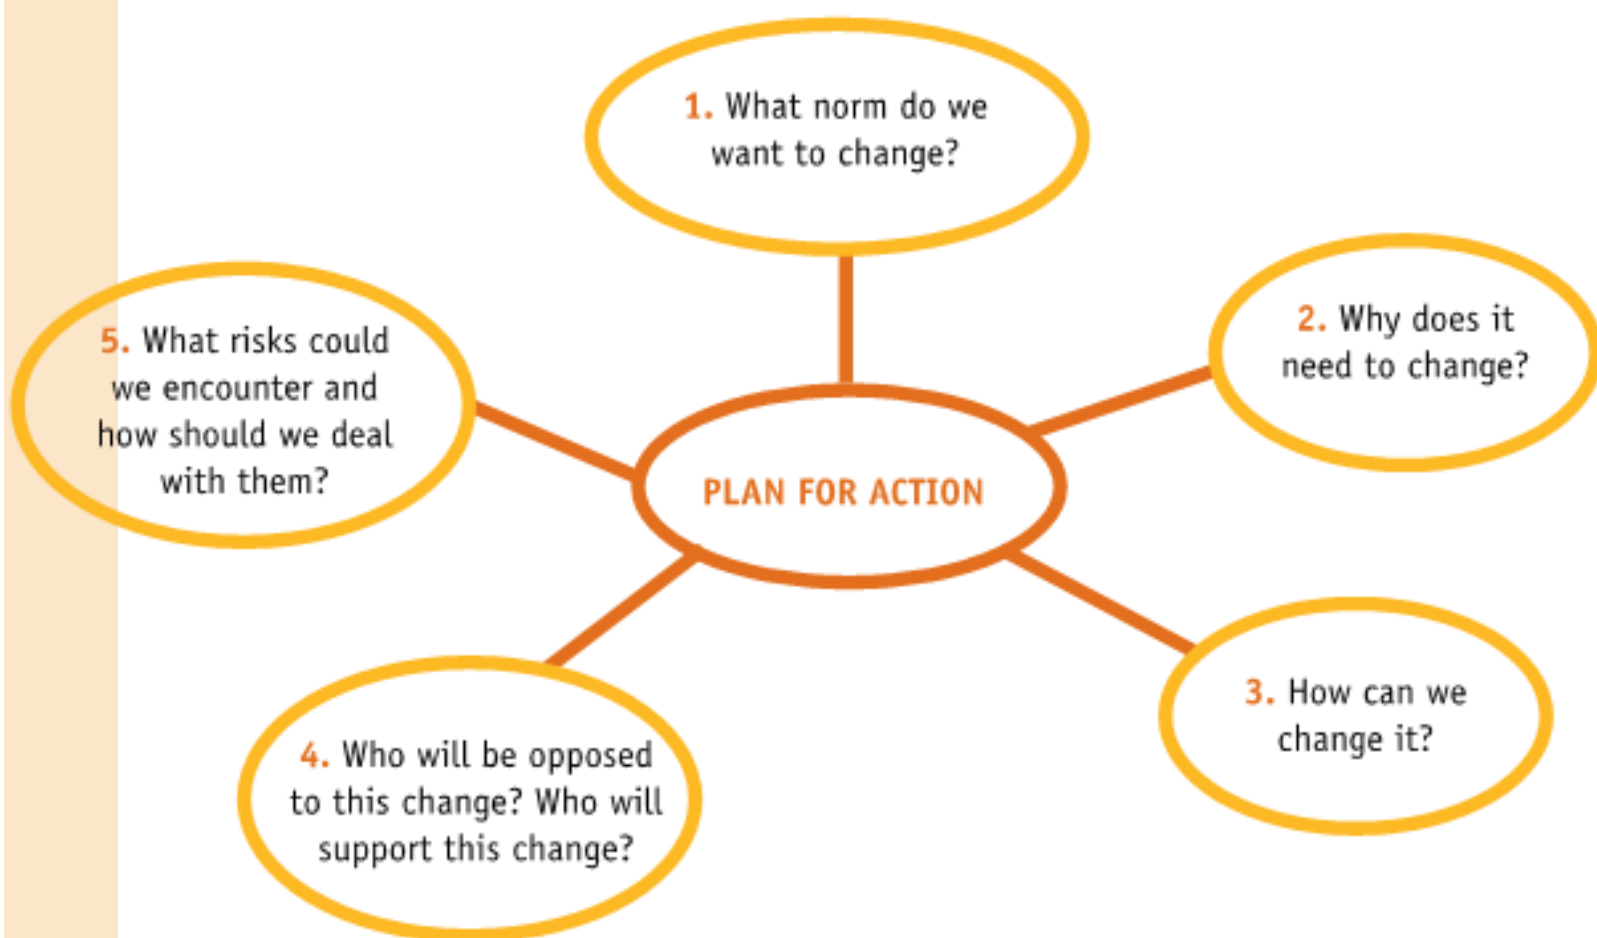 1. What norm do we
want to change?
2. Why does it
need to change?
3. How can we
change it?
4. Who will be opposed
to this change? Who will
support this change?
5. What risks could
we encounter and
how should we deal
with them?
PLAN FOR ACTION